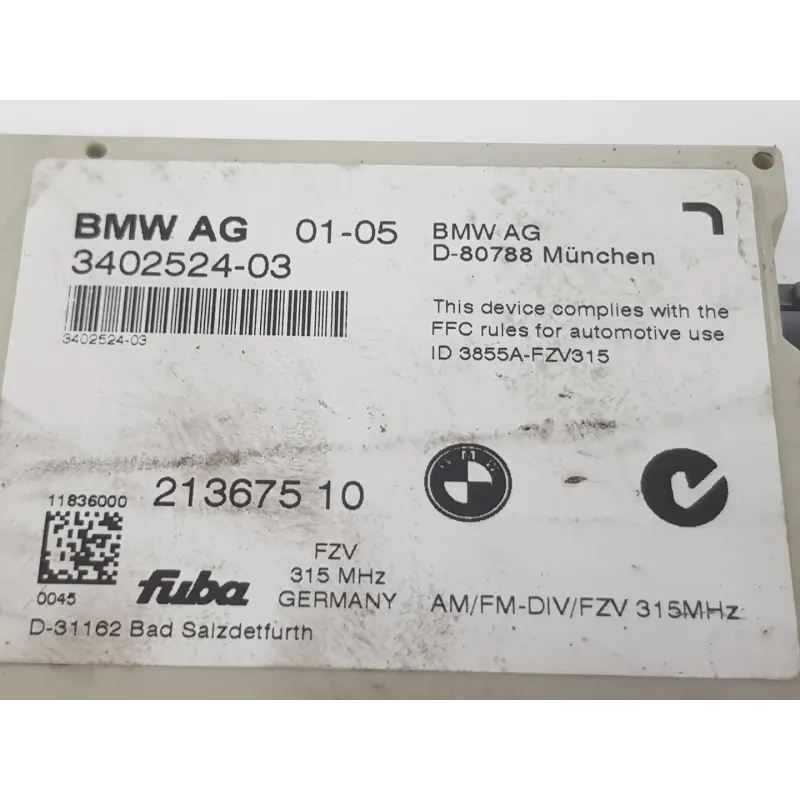 BMW AG 01-05
3402524-03
3402524-03
BMW AG
D-80788 München
This device complies with the
FFC rules for automotive use
ID 3855A-FZV315
11836000
213675 10
0045
fuba
FZV
315 MHz
GERMANY
D-31162 Bad Salzdetfurth
AM/FM-DIV/FZV 315MHz